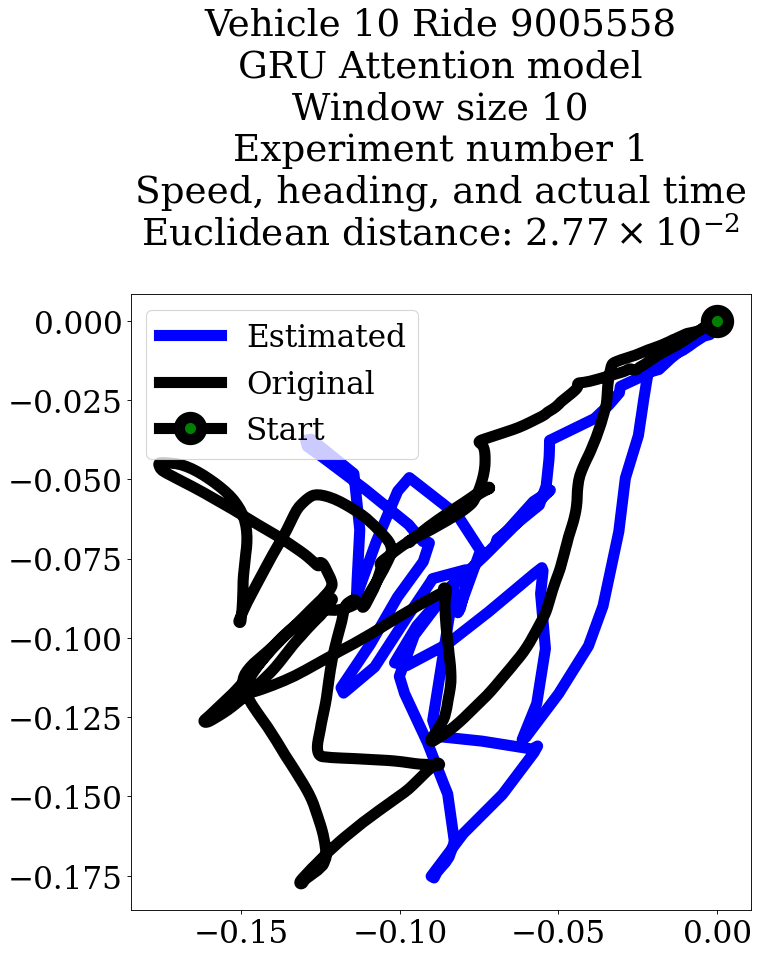 Vehicle 10 Ride 9005558
GRU Attention model
Window size 10
Experiment number 1
Speed, heading, and actual time
Euclidean distance: 2.77 × 10⁻²
Estimated
Original
Start
0.000
−0.025
−0.050
−0.075
−0.100
−0.125
−0.150
−0.175
−0.15 −0.10 −0.05 0.00